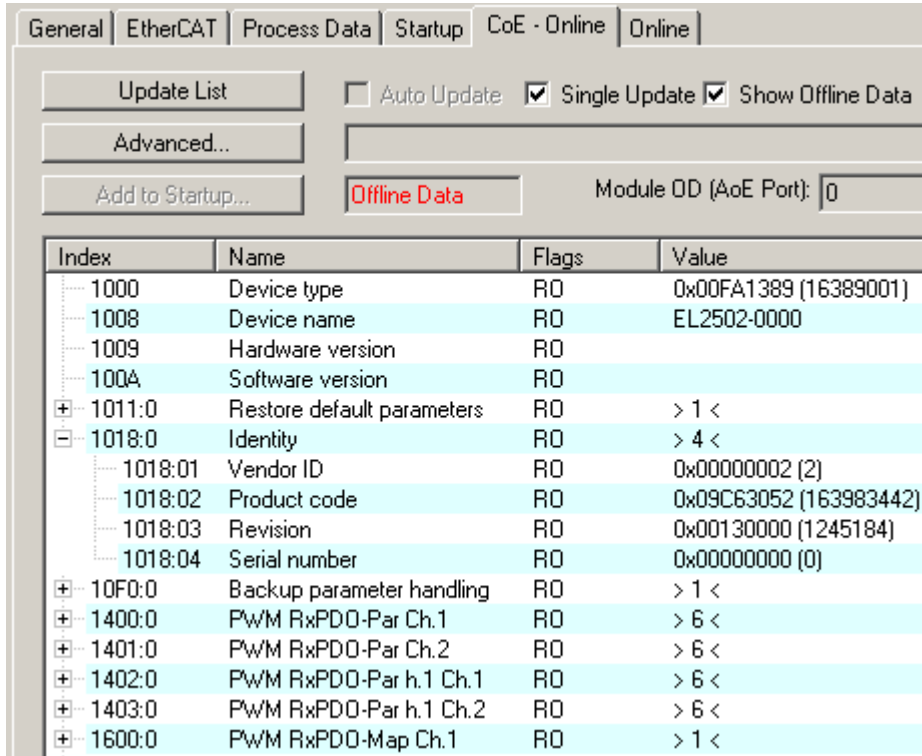 General EtherCAT Process Data Startup CoE - Online Online
Update List Auto Update Single Update Show Offline Data
Advanced...
Add to Startup... Offline Data Module OD (AoE Port): 0
Index Name Flags Value
1000 Device type RO 0x00FA1389 (16389001)
1008 Device name RO EL2502-0000
1009 Hardware version RO
100A Software version RO
1011:0 Restore default parameters RO > 1 <
1018:0 Identity RO > 4 <
1018:01 Vendor ID RO 0x00000002 (2)
1018:02 Product code RO 0x09C63052 (163983442)
1018:03 Revision RO 0x00130000 (1245184)
1018:04 Serial number RO 0x00000000 (0)
10F0:0 Backup parameter handling RO > 1 <
1400:0 PWM RxPDO-Par Ch.1 RO > 6 <
1401:0 PWM RxPDO-Par Ch.2 RO > 6 <
1402:0 PWM RxPDO-Par h.1 Ch.1 RO > 6 <
1403:0 PWM RxPDO-Par h.1 Ch.2 RO > 6 <
1600:0 PWM RxPDO-Map Ch.1 RO > 1 <